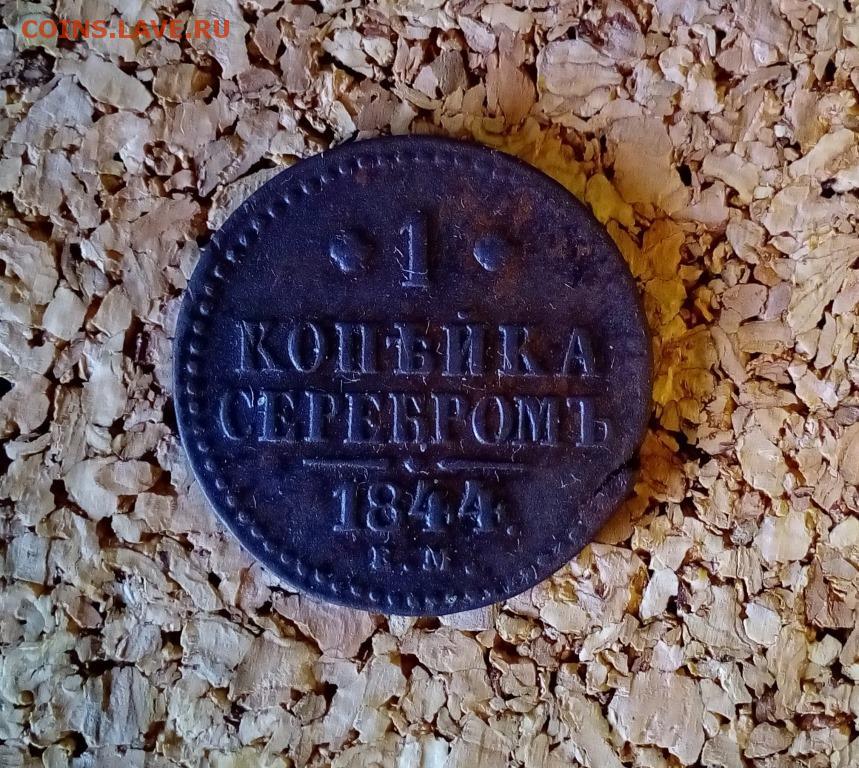 COINS.LAVE.RU
* 1 *
КОПѢЙКА
СЕРЕБРОМЪ
1844.
Е.М.